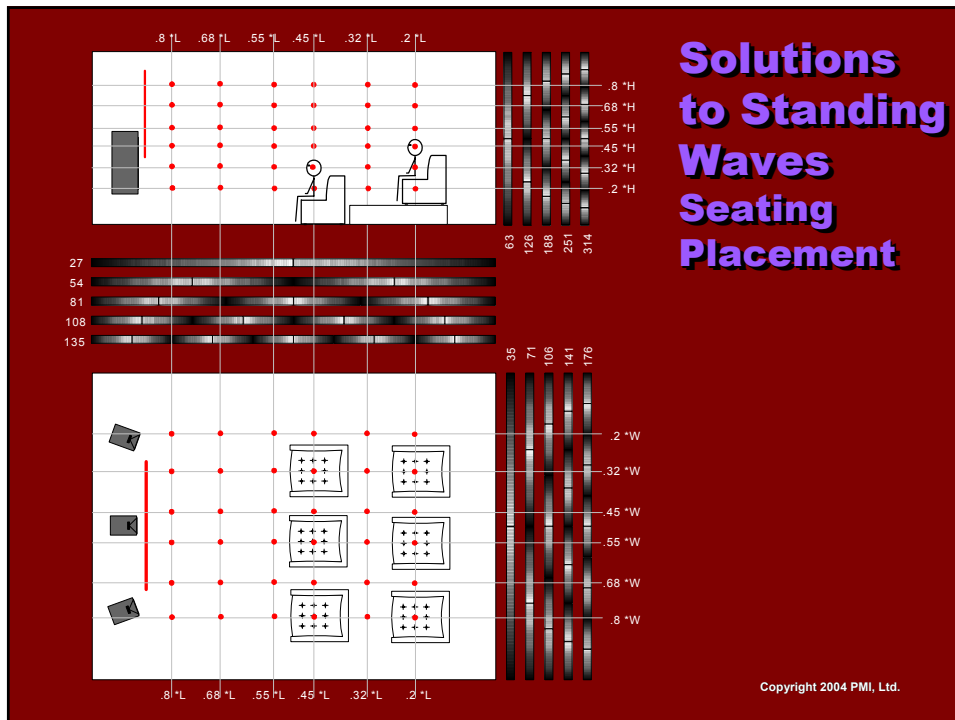 .8 *L .68 *L .55 *L .45 *L .32 *L .2 *L
Solutions
to Standing
Waves
Seating
Placement
.8 *H
.68 *H
.55 *H
.45 *H
.32 *H
.2 *H
63 126 188 251 314
27
54
81
108
135
35 71 106 141 176
.2 *W
.32 *W
.45 *W
.55 *W
.68 *W
.8 *W
.8 *L .68 *L .55 *L .45 *L .32 *L .2 *L
Copyright 2004 PMI, Ltd.